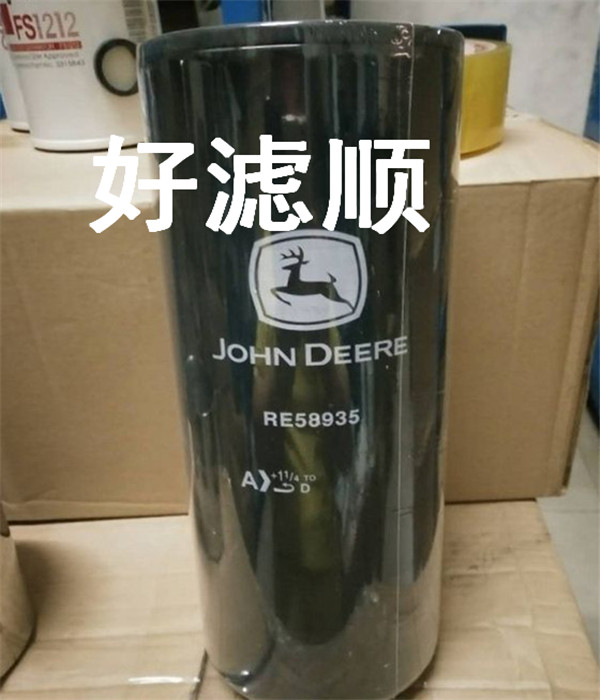 FS1212
好滤顺
JOHN DEERE
RE58935
A +1 1/4 TO D